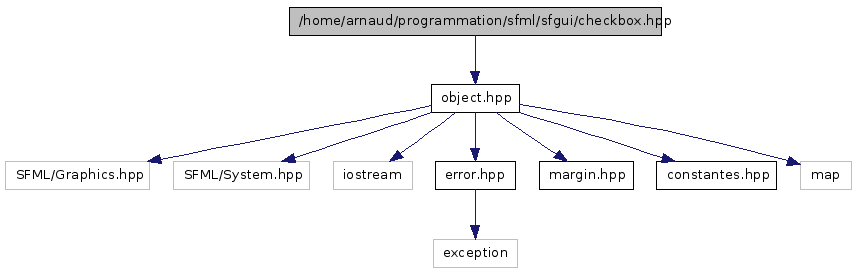 /home/arnaud/programmation/sfml/sfgui/checkbox.hpp
object.hpp
SFML/Graphics.hpp
SFML/System.hpp
iostream
error.hpp
margin.hpp
constantes.hpp
map
exception